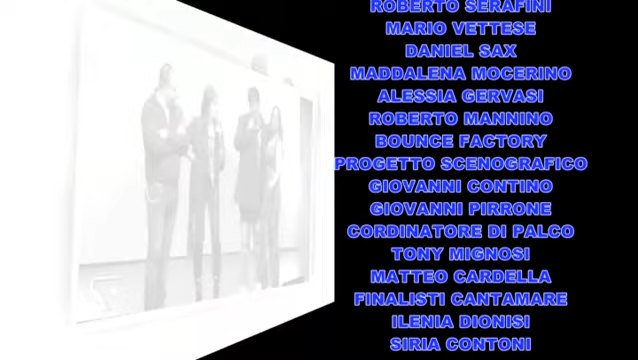 ROBERTO SERAFINI
MARIO VETTESE
DANIEL SAX
MADDALENA MOCERINO
ALESSIA GERVASI
ROBERTO MANNINO
BOUNCE FACTORY
PROGETTO SCENOGRAFICO
GIOVANNI CONTINO
GIOVANNI PIRRONE
CORDINATORE DI PALCO
TONY MIGNOSI
MATTEO CARDELLA
FINALISTI CANTAMARE
ILENIA DIONISI
SIRIA CONTONI